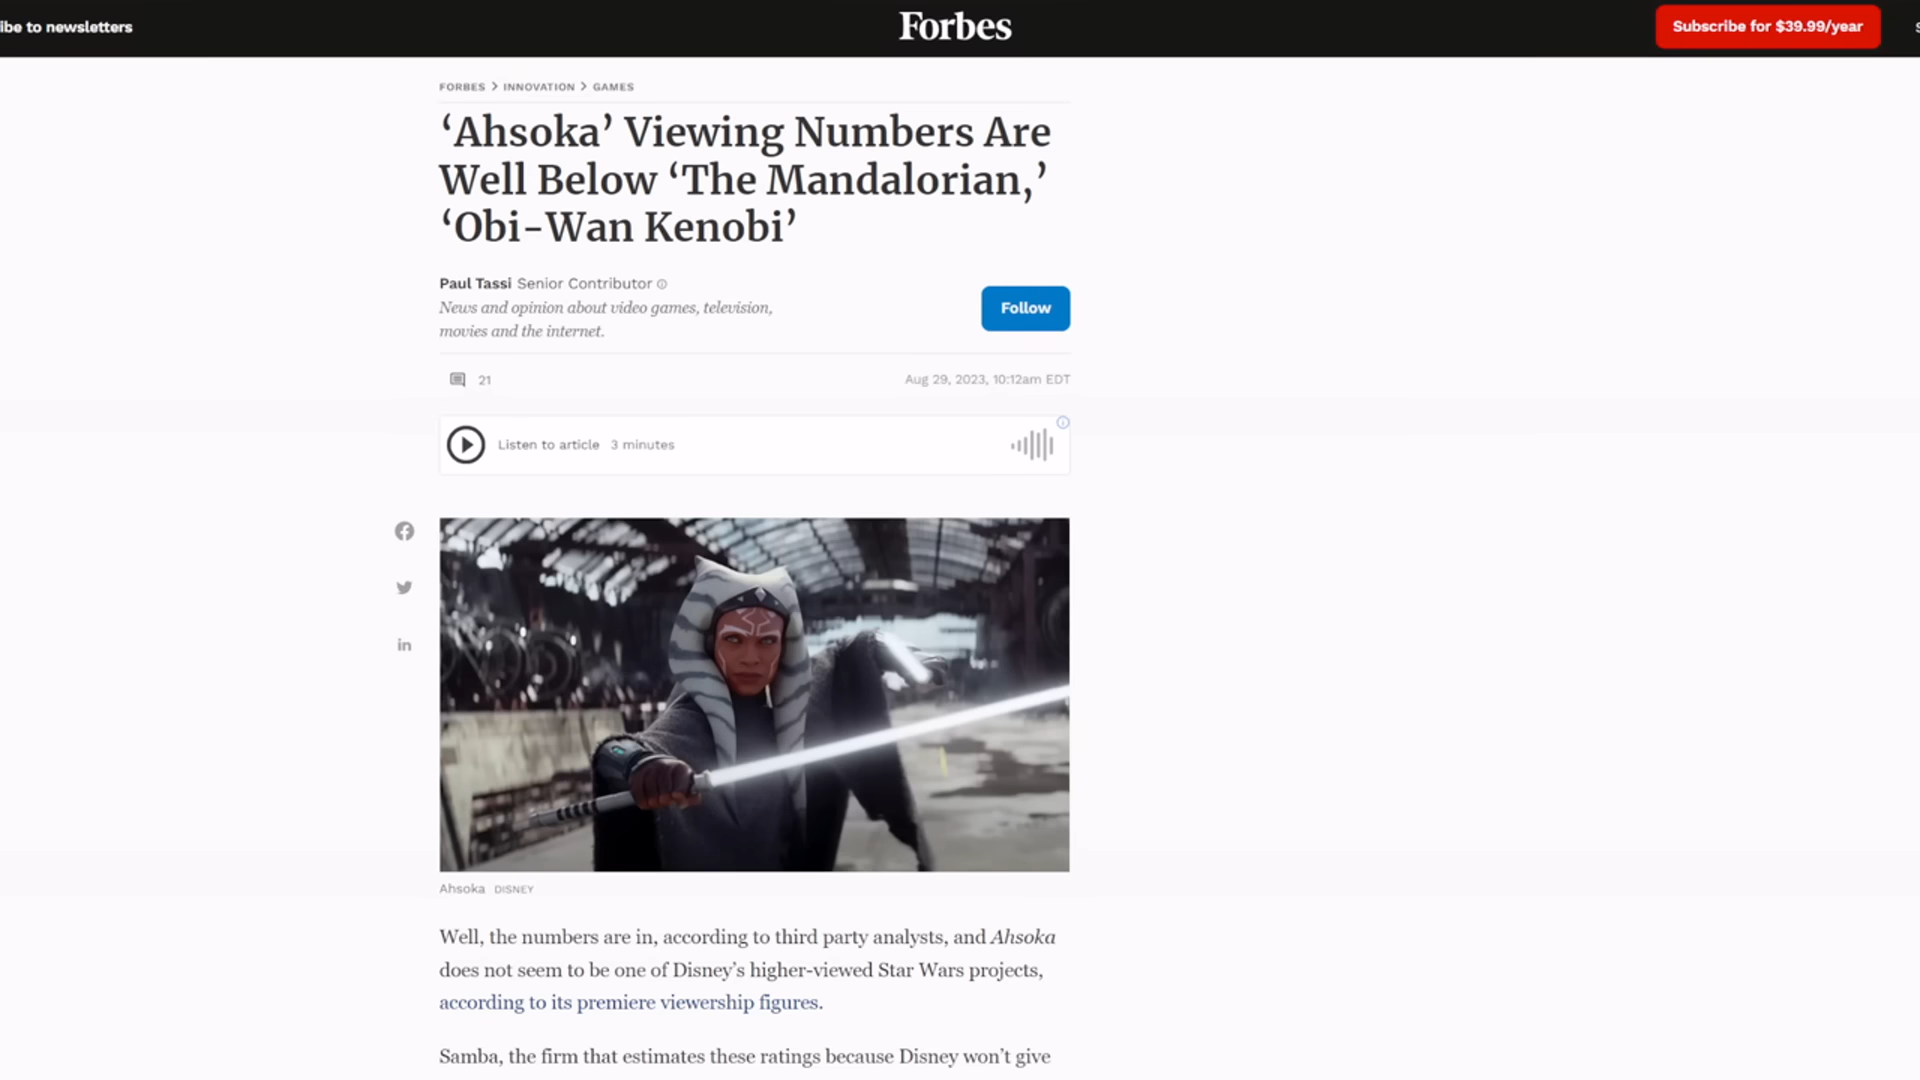 ibe to newsletters
Forbes
Subscribe for $39.99/year
FORBES > INNOVATION > GAMES
‘Ahsoka’ Viewing Numbers Are
Well Below ‘The Mandalorian,’
‘Obi-Wan Kenobi’
Paul Tassi Senior Contributor
News and opinion about video games, television,
movies and the internet.
Follow
21
Aug 29, 2023, 10:12am EDT
Listen to article 3 minutes
Ahsoka DISNEY
Well, the numbers are in, according to third party analysts, and Ahsoka
does not seem to be one of Disney’s higher-viewed Star Wars projects,
according to its premiere viewership figures.
Samba, the firm that estimates these ratings because Disney won’t give